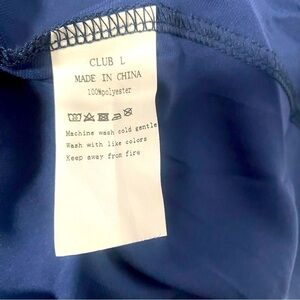 CLUB L
MADE IN CHINA
100%polyester
Machine wash cold gentle
Wash with like colors
Keep away from fire